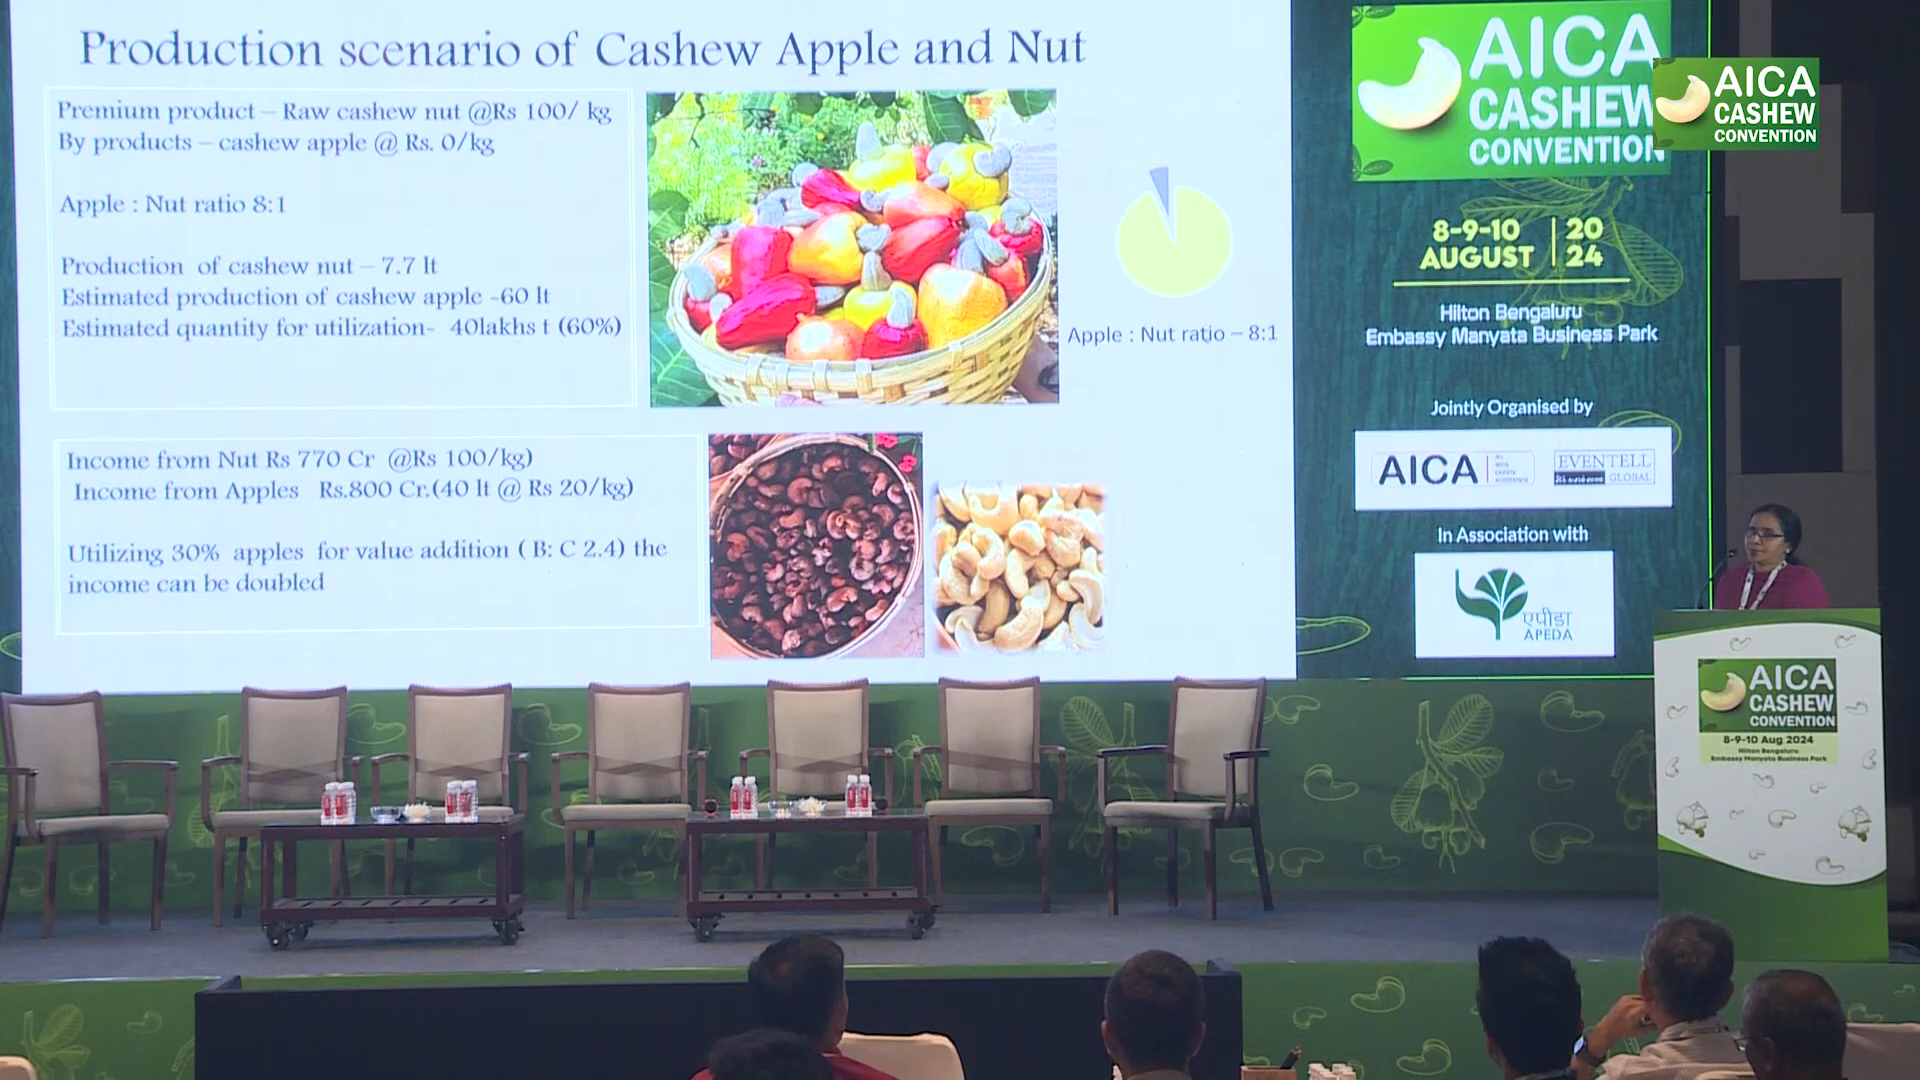 Production scenario of Cashew Apple and Nut
Premium product – Raw cashew nut @Rs 100/ kg
By products – cashew apple @ Rs. 0/kg
Apple : Nut ratio 8:1
Production of cashew nut – 7.7 lt
Estimated production of cashew apple -60 lt
Estimated quantity for utilization- 40lakhs t (60%)
Apple : Nut ratio – 8:1
Income from Nut Rs 770 Cr @Rs 100/kg)
Income from Apples Rs.800 Cr.(40 lt @ Rs 20/kg)
Utilizing 30% apples for value addition ( B: C 2.4) the
income can be doubled
AICA
CASHEW
CONVENTION
AICA
CASHEW
CONVENTION
8-9-10
AUGUST
20
24
Hilton Bengaluru
Embassy Manyata Business Park
Jointly Organised by
AICA
EVENTELL
GLOBAL
In Association with
एपीडा
APEDA
AICA
CASHEW
CONVENTION
8-9-10 Aug 2024
Hilton Bengaluru
Embassy Manyata Business Park